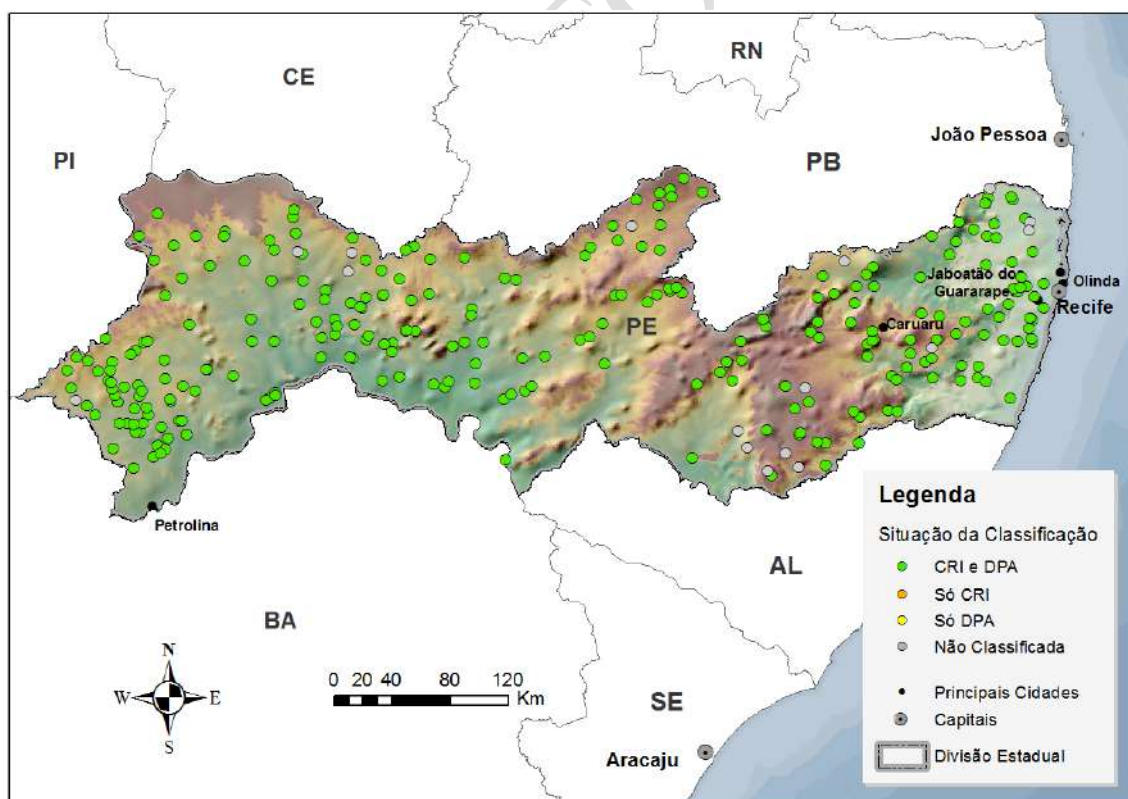 RN
CE
João Pessoa
PI
PB
Jaboatão dos
Guararapes
Olinda
Recife
PE
Caruaru
Petrolina
Legenda
Situação da Classificação
CRI e DPA
Só CRI
Só DPA
Não Classificada
Principais Cidades
Capitais
Divisão Estadual
AL
BA
N
W E
S
0 20 40 80 120
Km
SE
Aracaju